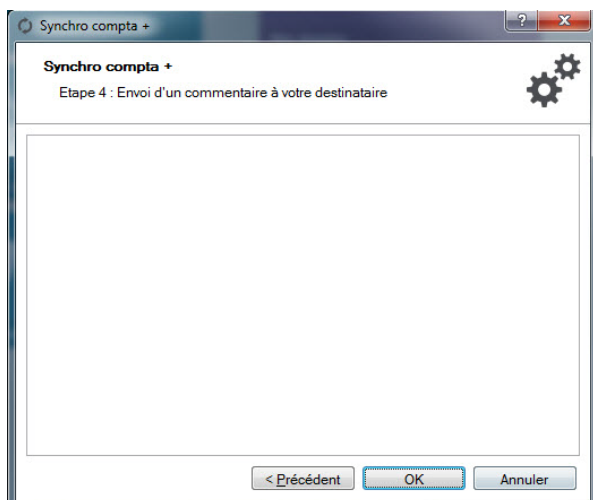 Synchro compta +
?
x
Synchro compta +
Etape 4 : Envoi d'un commentaire à votre destinataire
< Précédent
OK
Annuler